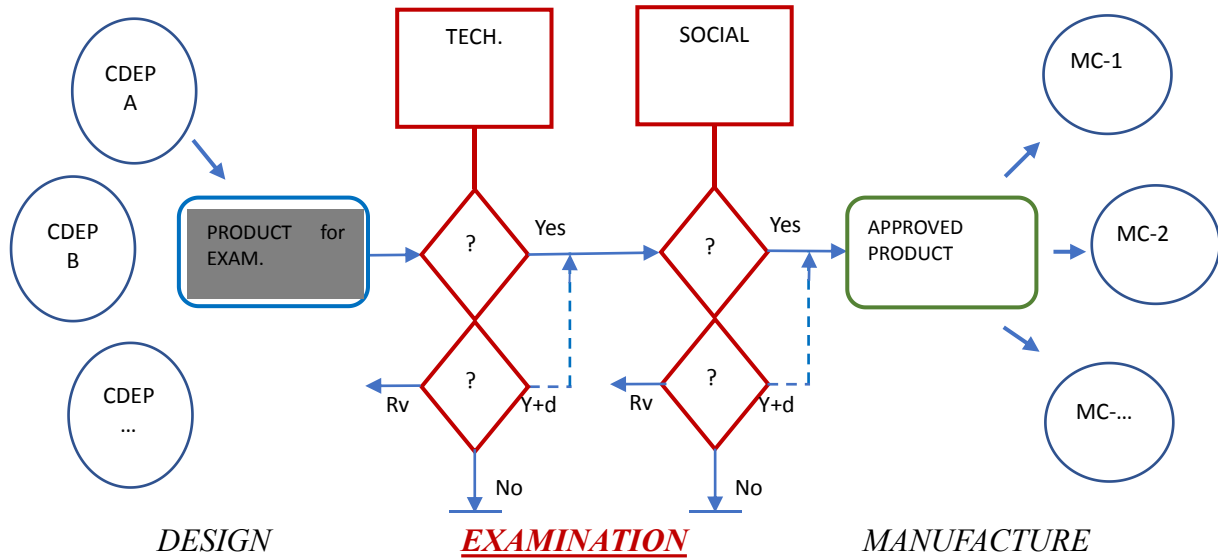 TECH.
SOCIAL
CDEP
A
MC-1
CDEP
B
PRODUCT for
EXAM.
?
Yes
?
Yes
APPROVED
PRODUCT
MC-2
CDEP
...
?
Rv
Y+d
?
Rv
Y+d
MC-...
No
No
DESIGN
EXAMINATION
MANUFACTURE